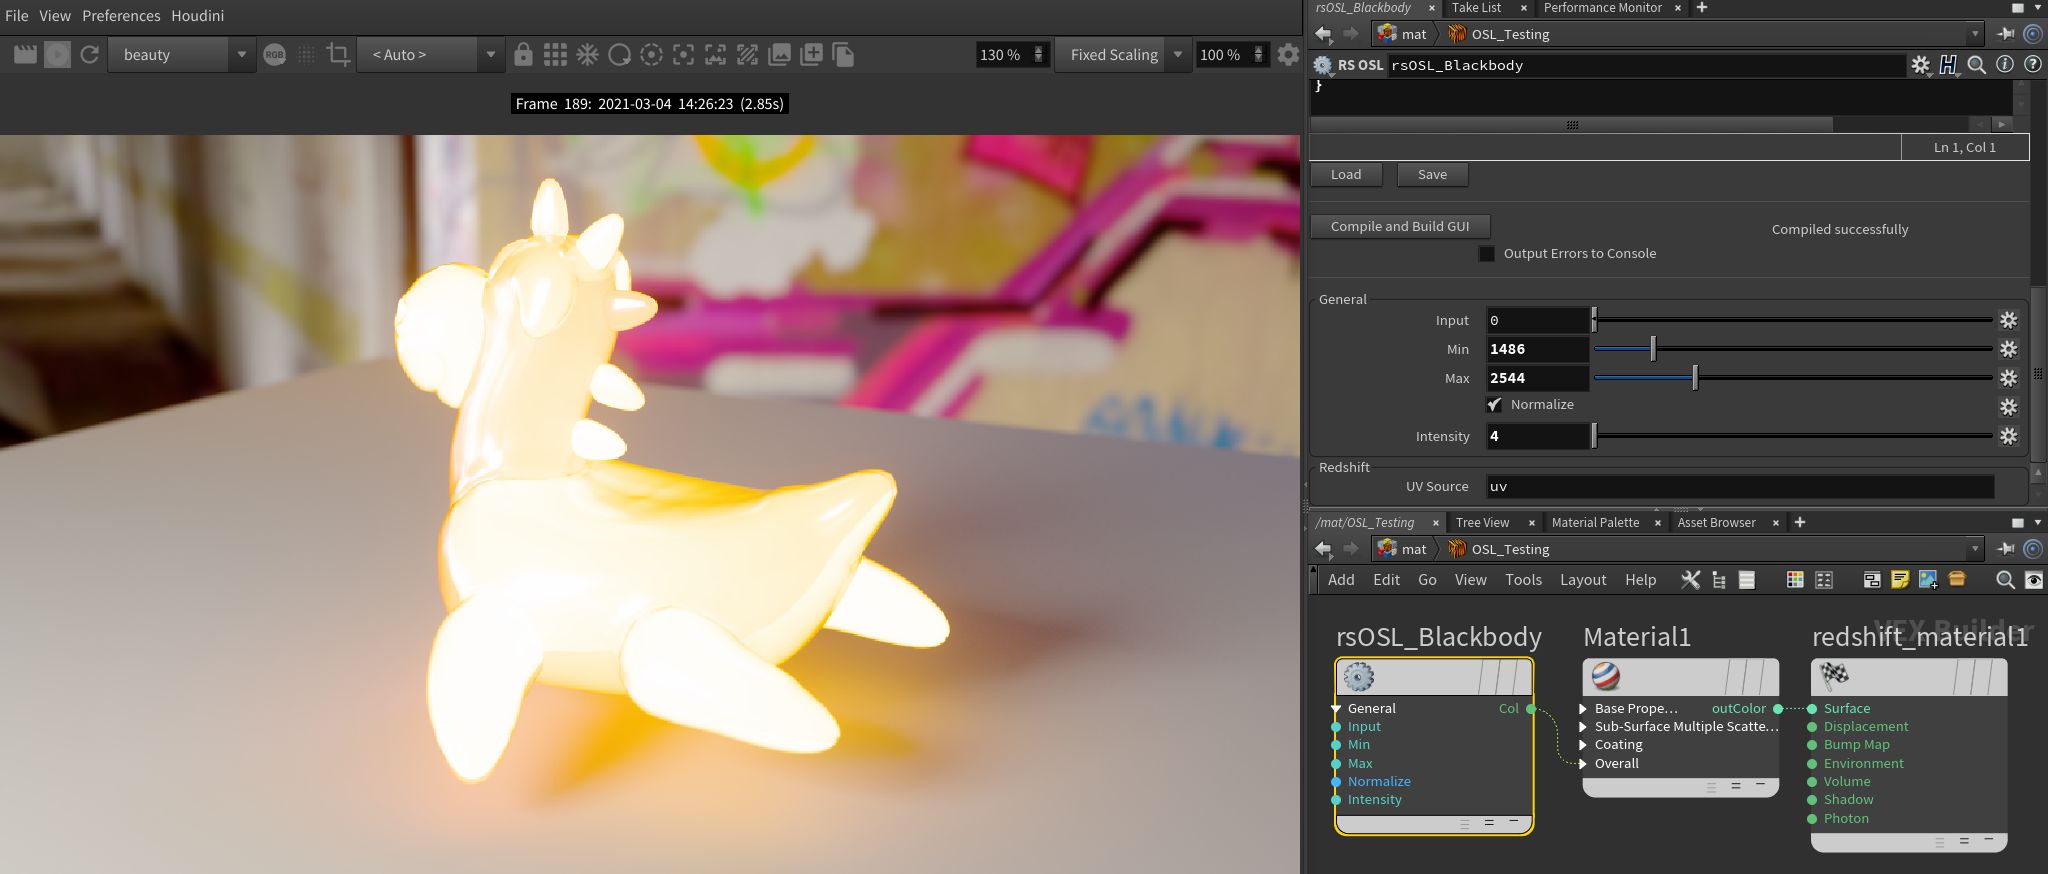 File View Preferences Houdini
beauty
RGB
< Auto >
130 %
Fixed Scaling
100 %
Frame 189: 2021-03-04 14:26:23 (2.85s)
rsOSL_Blackbody × Take List × Performance Monitor × +
mat OSL_Testing
RS OSL rsOSL_Blackbody
}
Ln 1, Col 1
Load Save
Compile and Build GUI
Compiled successfully
Output Errors to Console
General
Input 0
Min 1486
Max 2544
Normalize
Intensity 4
Redshift
UV Source uv
/mat/OSL_Testing × Tree View × Material Palette × Asset Browser × +
mat OSL_Testing
Add Edit Go View Tools Layout Help
VEX Builder
rsOSL_Blackbody
General Col
Input
Min
Max
Normalize
Intensity
Material1
Base Prope... outColor
Sub-Surface Multiple Scatte...
Coating
Overall
redshift_material1
Surface
Displacement
Bump Map
Environment
Volume
Shadow
Photon